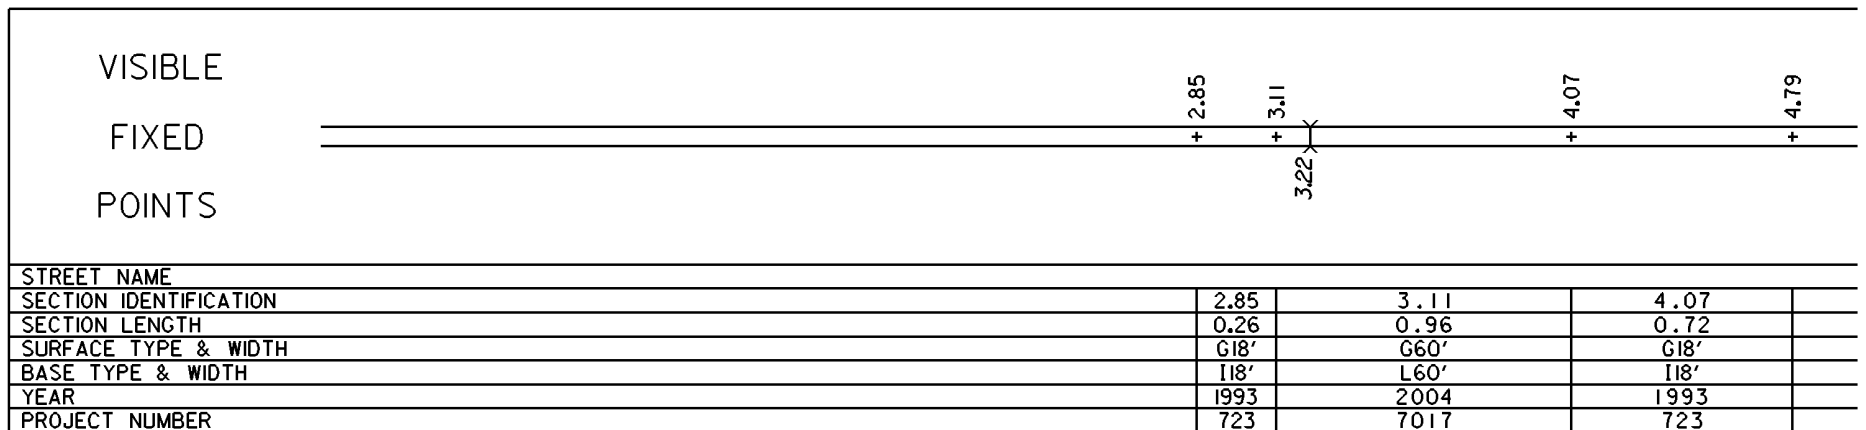 VISIBLE
FIXED
POINTS
2.85 3.11 4.07 4.79
+ + + +
3.22
STREET NAME
SECTION IDENTIFICATION 2.85 3.11 4.07
SECTION LENGTH 0.26 0.96 0.72
SURFACE TYPE & WIDTH G18' G60' G18'
BASE TYPE & WIDTH I18' L60' I18'
YEAR 1993 2004 1993
PROJECT NUMBER 723 7017 723